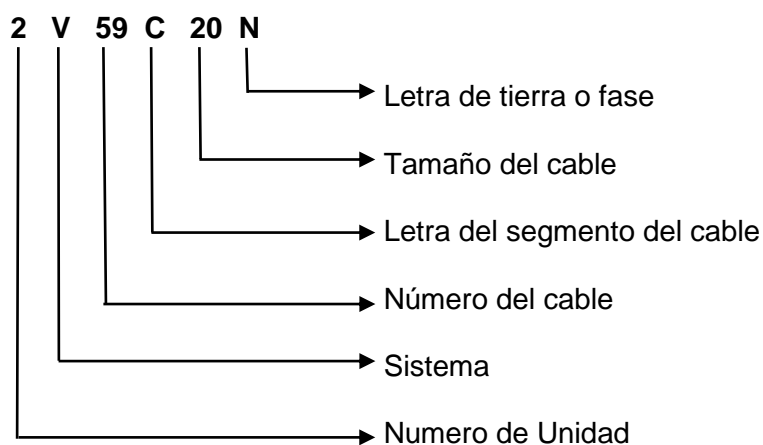 2 V 59 C 20 N
Letra de tierra o fase
Tamaño del cable
Letra del segmento del cable
Número del cable
Sistema
Numero de Unidad